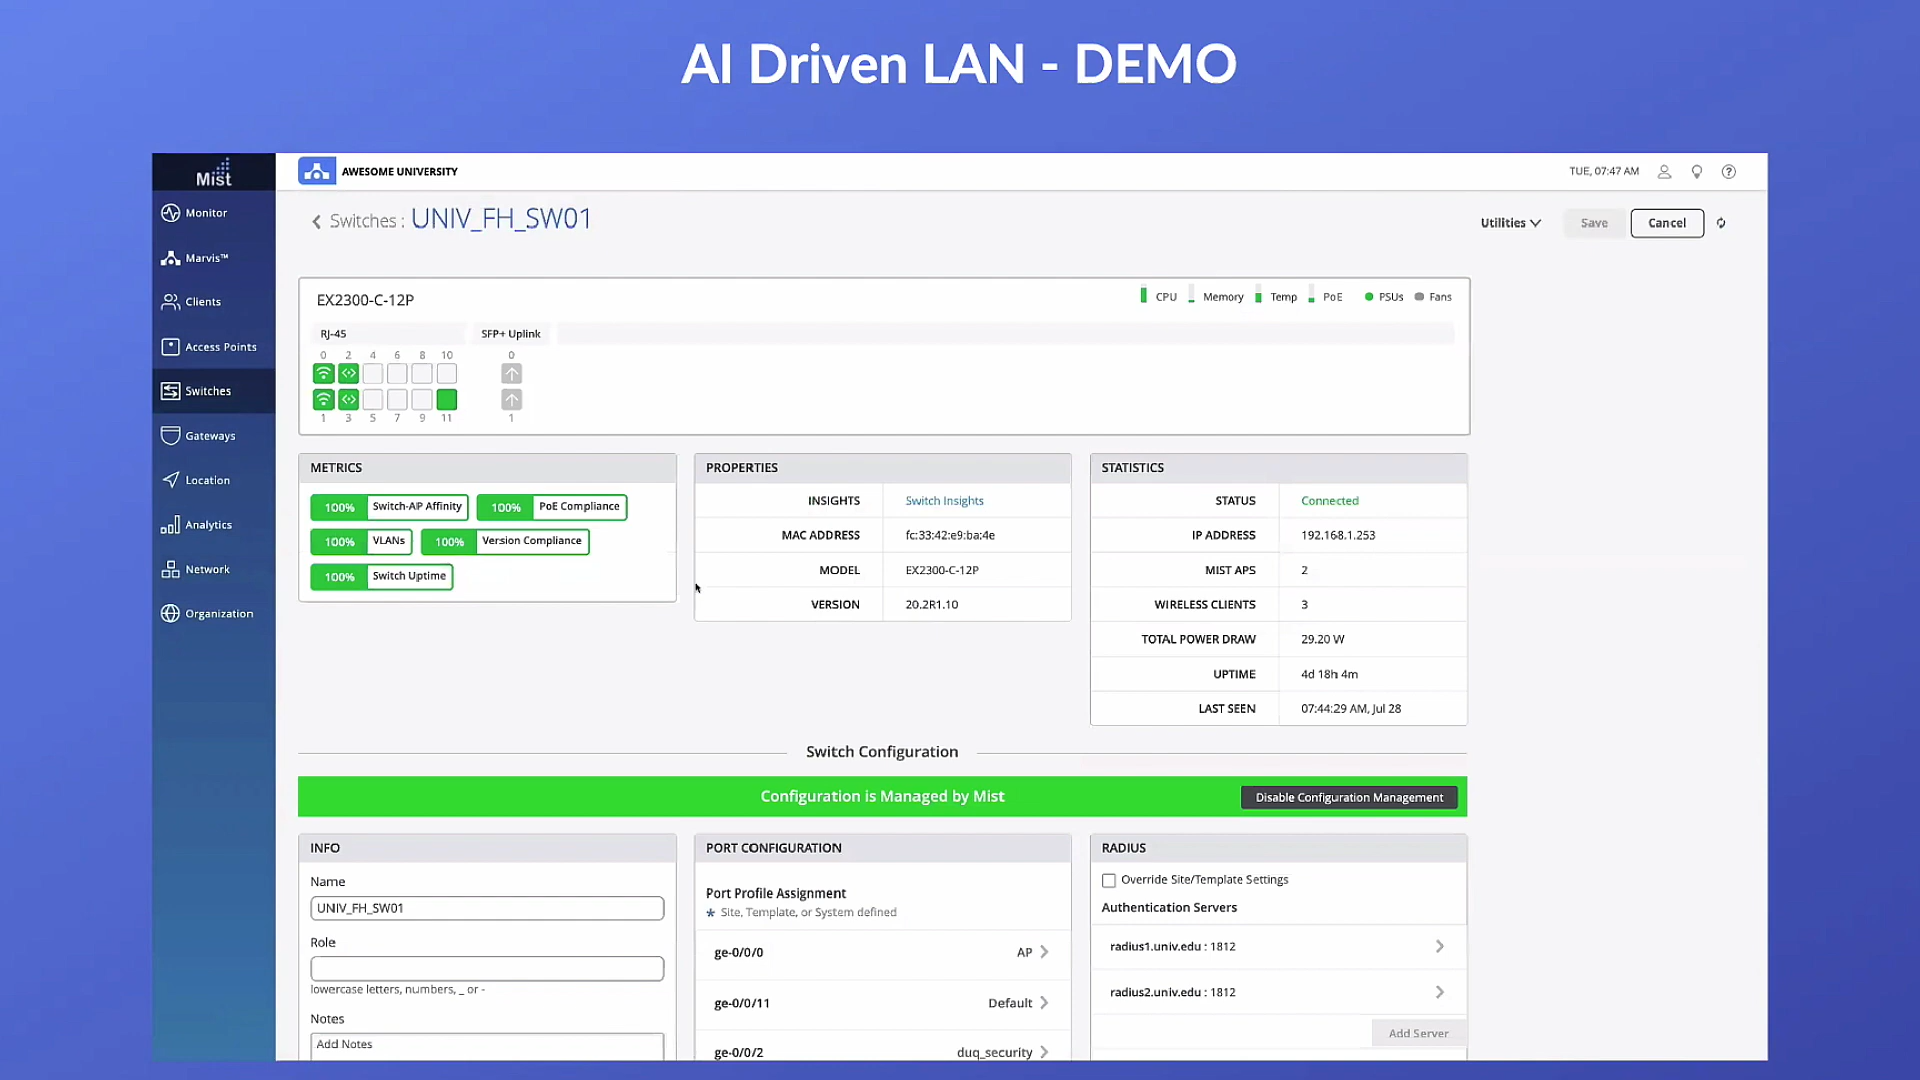 AI Driven LAN - DEMO
Mist
AWESOME UNIVERSITY
TUE, 07:47 AM
Monitor
Marvis™
Clients
Access Points
Switches
Gateways
Location
Analytics
Network
Organization
Switches : UNIV_FH_SW01
Utilities
Save
Cancel
EX2300-C-12P
CPU Memory Temp PoE PSUs Fans
RJ-45
SFP+ Uplink
0 2 4 6 8 10 0
1 3 5 7 9 11 1
METRICS
100% Switch-AP Affinity
100% PoE Compliance
100% VLANs
100% Version Compliance
100% Switch Uptime
PROPERTIES
INSIGHTS Switch Insights
MAC ADDRESS fc:33:42:e9:ba:4e
MODEL EX2300-C-12P
VERSION 20.2R1.10
STATISTICS
STATUS Connected
IP ADDRESS 192.168.1.253
MIST APS 2
WIRELESS CLIENTS 3
TOTAL POWER DRAW 29.20 W
UPTIME 4d 18h 4m
LAST SEEN 07:44:29 AM, Jul 28
Switch Configuration
Configuration is Managed by Mist
Disable Configuration Management
INFO
Name
UNIV_FH_SW01
Role
lowercase letters, numbers, _ or -
Notes
Add Notes
PORT CONFIGURATION
Port Profile Assignment
* Site, Template, or System defined
ge-0/0/0 AP
ge-0/0/11 Default
ge-0/0/2 duq_security
RADIUS
Override Site/Template Settings
Authentication Servers
radius1.univ.edu : 1812
radius2.univ.edu : 1812
Add Server